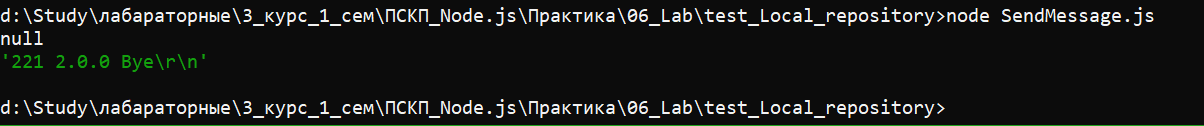 d:\Study\лабараторные\3_курс_1_сем\ПСКП_Node.js\Практика\06_Lab\test_Local_repository>node SendMessage.js
null
'221 2.0.0 Bye\r\n'
d:\Study\лабараторные\3_курс_1_сем\ПСКП_Node.js\Практика\06_Lab\test_Local_repository>